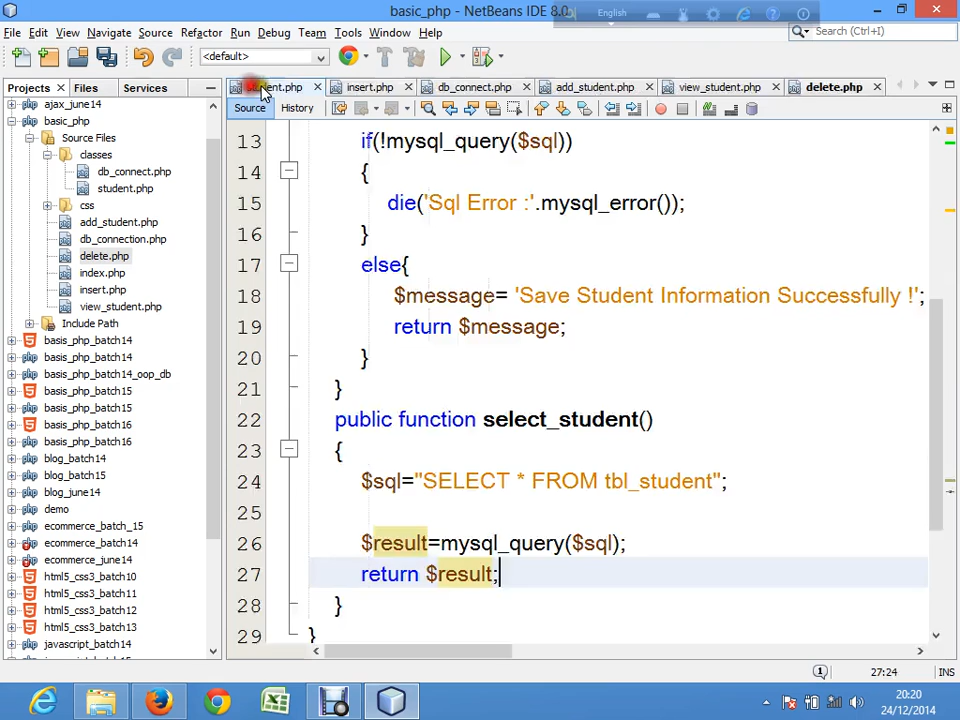 basic_php - NetBeans IDE 8.0
English
File Edit View Navigate Source Refactor Run Debug Team Tools Window Help
Search (Ctrl+I)
<default>
Projects Files Services
ajax_june14
basic_php
Source Files
classes
db_connect.php
student.php
css
add_student.php
db_connection.php
delete.php
index.php
insert.php
view_student.php
Include Path
basis_php_batch14
basic_php_batch14
basic_php_batch14_oop_db
basis_php_batch15
basic_php_batch15
basis_php_batch16
basic_php_batch16
blog_batch14
blog_batch15
blog_june14
demo
ecommerce_batch_15
ecommerce_batch14
ecommerce_june14
html5_css3_batch10
html5_css3_batch11
html5_css3_batch12
html5_css3_batch13
javascript_batch14
insert.php db_connect.php add_student.php view_student.php delete.php
Source History
13 if(!mysql_query($sql))
14 {
15 die('Sql Error :'.mysql_error());
16 }
17 else{
18 $message= 'Save Student Information Successfully !';
19 return $message;
20 }
21 }
22 public function select_student()
23 {
24 $sql="SELECT * FROM tbl_student";
25
26 $result=mysql_query($sql);
27 return $result;
28 }
29 }
27:24 INS
20:20
24/12/2014